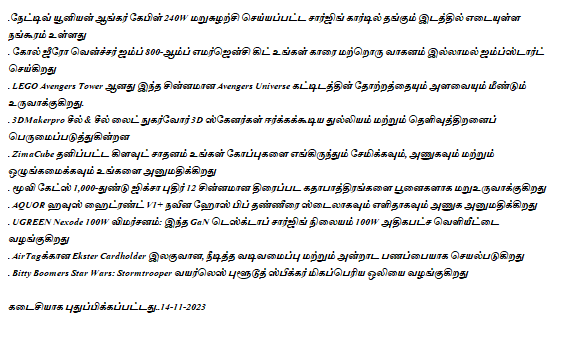 .நேட்டிவ் யூனியன் ஆங்கர் கேபிள் 240W மறுசுழற்சி செய்யப்பட்ட சார்ஜிங் கார்டில் தங்கும் இடத்தில் எடையுள்ள
நங்கூரம் உள்ளது
. கோல் ஜீரோ வென்ச்சர் ஜம்ப் 800-ஆம்ப் எமர்ஜென்சி கிட் உங்கள் காரை மற்றொரு வாகனம் இல்லாமல் ஜம்ப்ஸ்டார்ட்
செய்கிறது
. LEGO Avengers Tower ஆனது இந்த சின்னமான Avengers Universe கட்டிடத்தின் தோற்றத்தையும் அளவையும் மீண்டும்
உருவாக்குகிறது.
. 3DMakerpro சீல் & சீல் லைட் நுகர்வோர் 3D ஸ்கேனர்கள் ஈர்க்கக்கூடிய துல்லியம் மற்றும் தெளிவுத்திறனைப்
பெருமைப்படுத்துகின்றன
. ZimaCube தனிப்பட்ட கிளவுட் சாதனம் உங்கள் கோப்புகளை எங்கிருந்தும் சேமிக்கவும், அணுகவும் மற்றும்
ஒழுங்கமைக்கவும் உங்களை அனுமதிக்கிறது
. மூவி கேட்ஸ் 1,000-துண்டு ஜிக்சா புதிர் 12 சின்னமான திரைப்பட கதாபாத்திரங்களை பூனைகளாக மறுஉருவாக்குகிறது
. AQUOR ஹவுஸ் ஹைட்ரண்ட் V1+ நவீன ஹோஸ் பிப் தண்ணீரை ஸ்டைலாகவும் எளிதாகவும் அணுக அனுமதிக்கிறது
. UGREEN Nexode 100W விமர்சனம்: இந்த GaN டெஸ்க்டாப் சார்ஜிங் நிலையம் 100W அதிகபட்ச வெளியீட்டை
வழங்குகிறது
. AirTagக்கான Ekster Cardholder இலகுவான, நீடித்த வடிவமைப்பு மற்றும் அன்றாட பணப்பையாக செயல்படுகிறது
. Bitty Boomers Star Wars: Stormtrooper வயர்லெஸ் புளூடூத் ஸ்பீக்கர் மிகப்பெரிய ஒலியை வழங்குகிறது
கடைசியாக புதுப்பிக்கப்பட்டது..14-11-2023